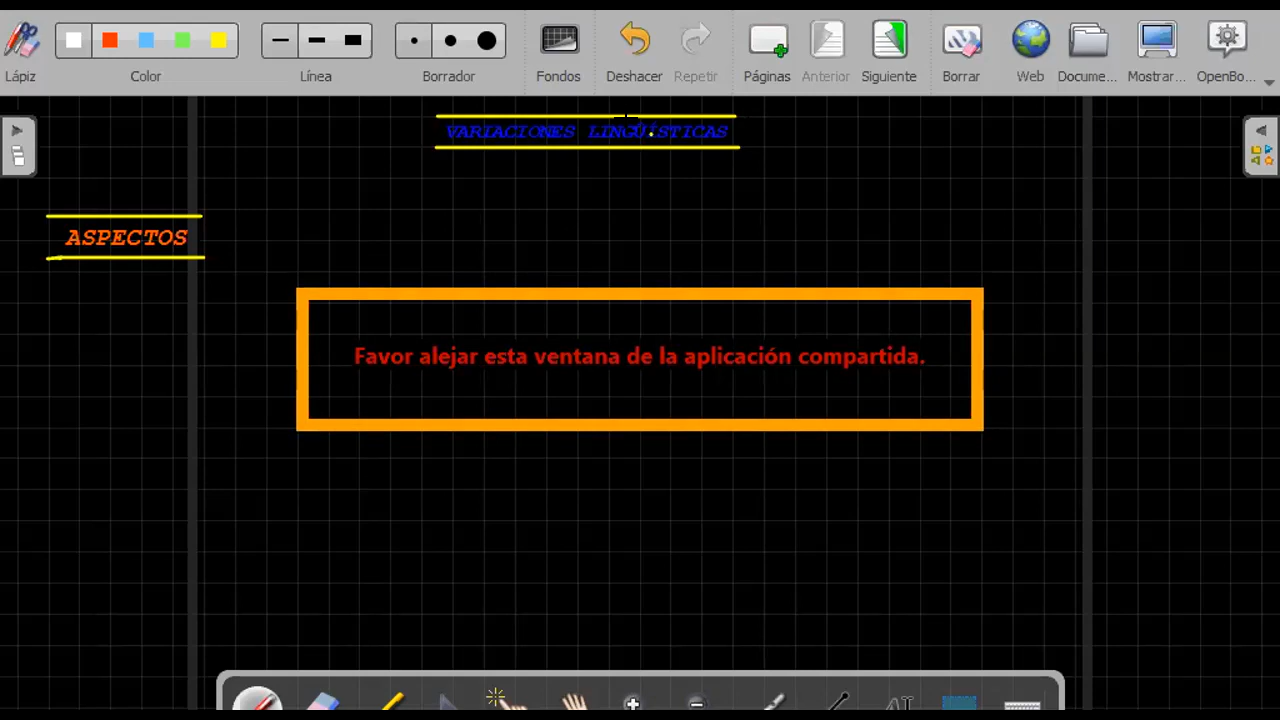 Lápiz Color Línea Borrador Fondos Deshacer Repetir Páginas Anterior Siguiente Borrar Web Docume... Mostrar... OpenBo...
VARIACIONES LINGÜÍSTICAS
ASPECTOS
Favor alejar esta ventana de la aplicación compartida.